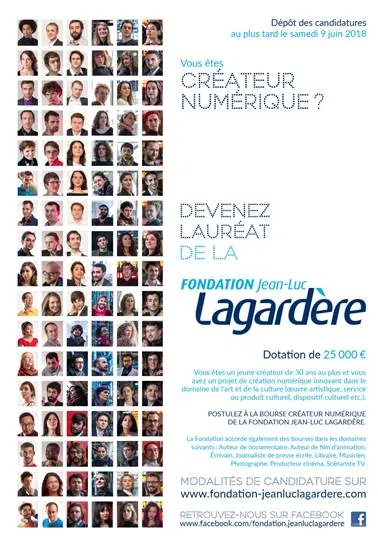 Dépôt des candidatures
au plus tard le samedi 9 juin 2018
Vous êtes
CRÉATEUR
NUMÉRIQUE ?
DEVENEZ
LAURÉAT
DE LA
FONDATION Jean-Luc
Lagardère
Dotation de 25 000 €
Vous êtes un jeune créateur de 30 ans au plus et vous
avez un projet de création numérique innovant dans le
domaine de l'art et de la culture (œuvre artistique, service
ou produit culturel, dispositif culturel etc.).
POSTULEZ À LA BOURSE CRÉATEUR NUMÉRIQUE
DE LA FONDATION JEAN-LUC LAGARDÈRE.
La Fondation accorde également des bourses dans les domaines
suivants : Auteur de documentaire, Auteur de film d'animation,
Écrivain, Journaliste de presse écrite, Libraire, Musicien,
Photographe, Producteur cinéma, Scénariste TV.
MODALITÉS DE CANDIDATURE SUR
www.fondation-jeanluclagardere.com
RETROUVEZ-NOUS SUR FACEBOOK
www.facebook.com/fondation.jeanluclagardere
f